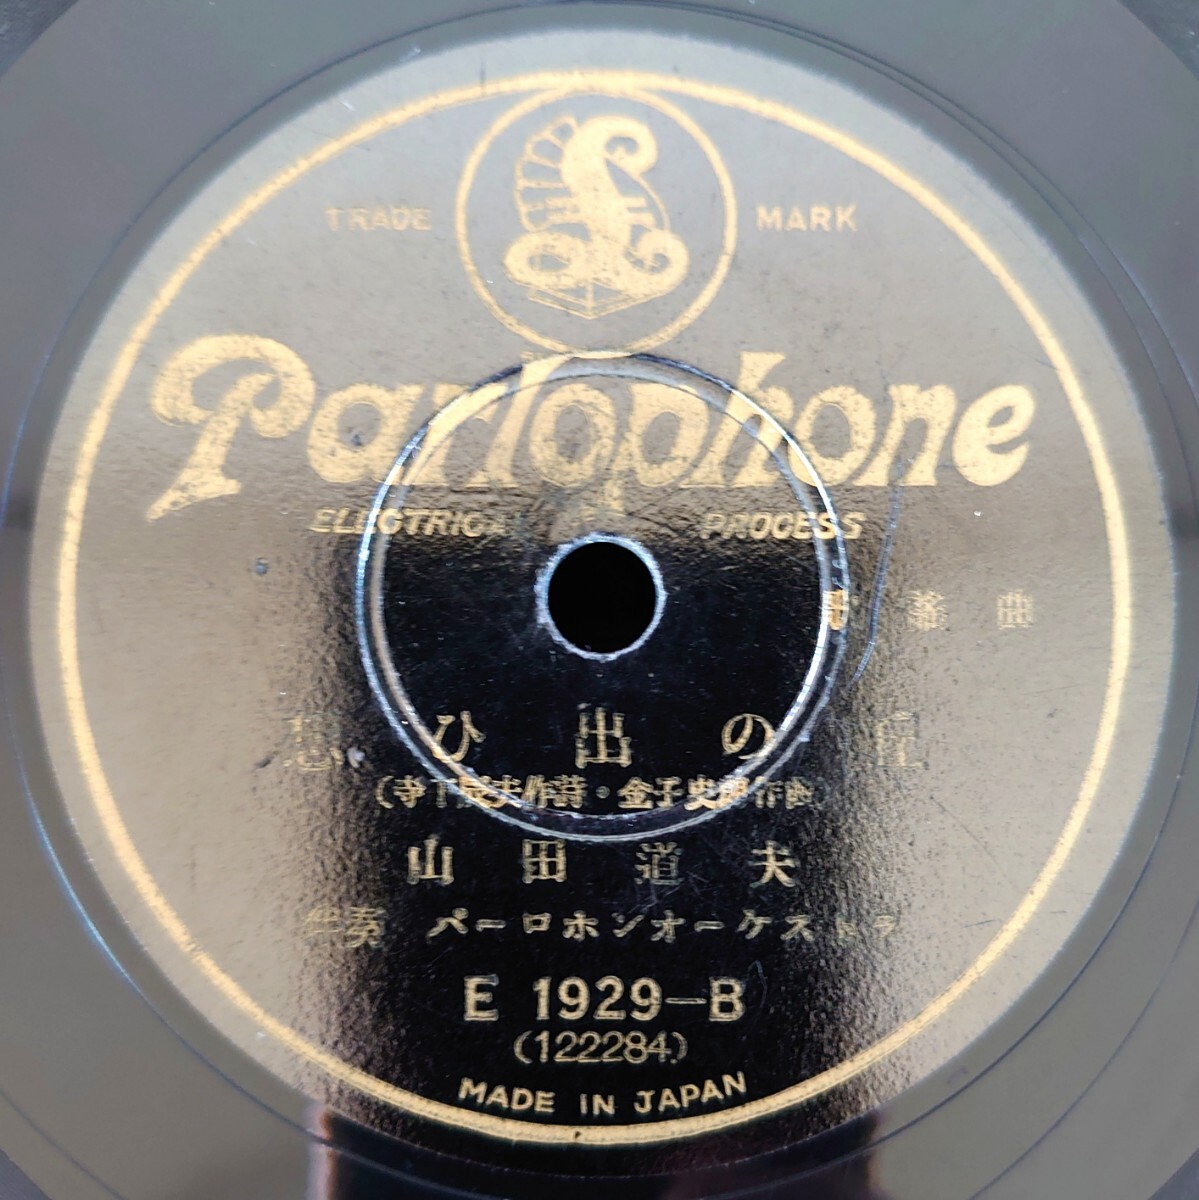 TRADE MARK
Parlophone
ELECTRICAL PROCESS
歌謡曲
思ひ出の丘
(寺下辰夫作詩・金子史朗作曲)
山田道夫
伴奏 パーロホンオーケストラ
E 1929-B
(122284)
MADE IN JAPAN